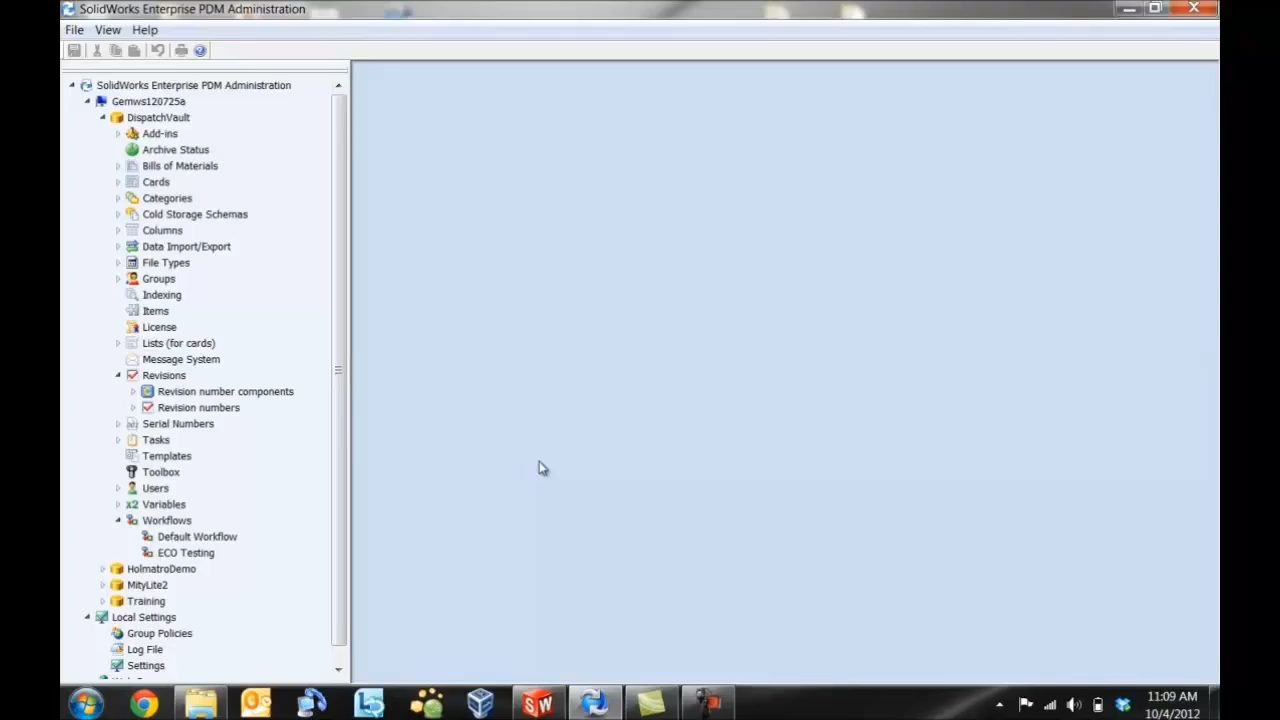 SolidWorks Enterprise PDM Administration
File View Help
SolidWorks Enterprise PDM Administration
Gemws120725a
DispatchVault
Add-ins
Archive Status
Bills of Materials
Cards
Categories
Cold Storage Schemas
Columns
Data Import/Export
File Types
Groups
Indexing
Items
License
Lists (for cards)
Message System
Revisions
Revision number components
Revision numbers
Serial Numbers
Tasks
Templates
Toolbox
Users
x2 Variables
Workflows
Default Workflow
ECO Testing
HolmatroDemo
MityLite2
Training
Local Settings
Group Policies
Log File
Settings
SW
11:09 AM
10/4/2012